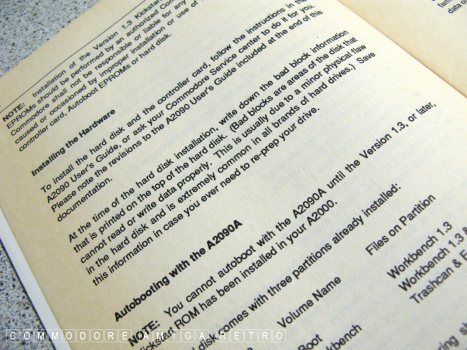 NOTE: Installation of the Version 1.3 Kickstart
EPROMs should be performed by an authorized Com
Commodore shall not be responsible or liable for any
caused or occasioned by improper installation or use of
controller card, Autoboot EPROMs or hard disk.
Installing the Hardware
To install the hard disk and the controller card, follow the instructions in the
A2090 User's Guide, or ask your Commodore Service center to do it for you.
Please note the revisions to the A2090 User's Guide included at the end of this
documentation.
At the time of the hard disk installation, write down the bad block information
that is printed on the top of the hard disk. (Bad blocks are areas of the disk that
cannot read or write data properly. This is usually due to a minor physical flaw
in the hard disk and is extremely common in all brands of hard drives.) Save
this information in case you ever need to re-prep your drive.
Autobooting with the A2090A
NOTE: You cannot autoboot with the A2090A until the Version 1.3, or later,
Kickstart ROM has been installed in your A2000.
disk comes with three partitions already installed:
Volume Name Files on Partition
Boot Workbench 1.3
bench Workbench 1.3 &
Trashcan & E
data
COMMODORE AMIGA RETRO